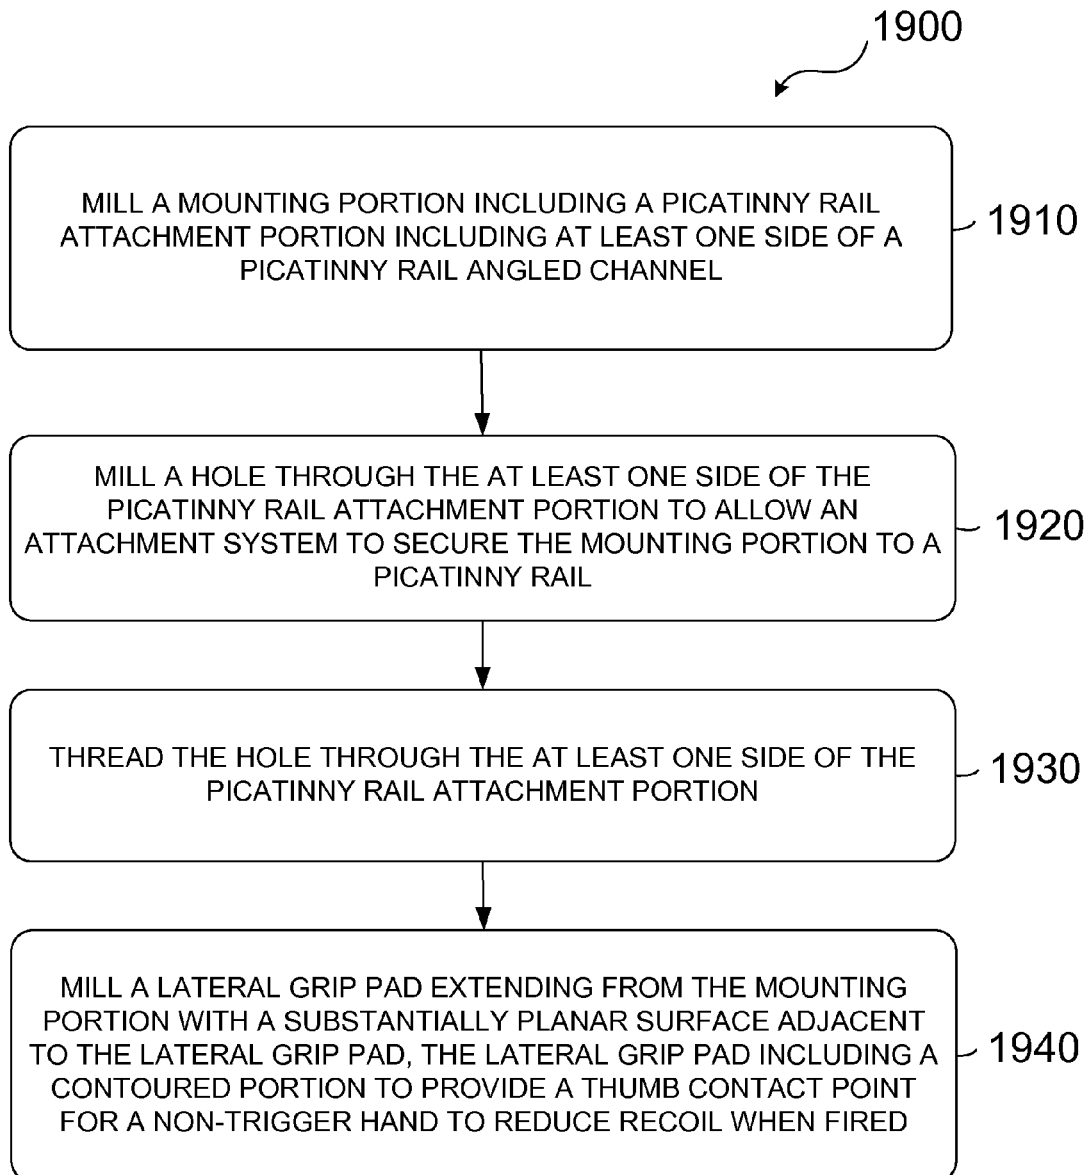 1900
MILL A MOUNTING PORTION INCLUDING A PICATINNY RAIL
ATTACHMENT PORTION INCLUDING AT LEAST ONE SIDE OF A
PICATINNY RAIL ANGLED CHANNEL
1910
MILL A HOLE THROUGH THE AT LEAST ONE SIDE OF THE
PICATINNY RAIL ATTACHMENT PORTION TO ALLOW AN
ATTACHMENT SYSTEM TO SECURE THE MOUNTING PORTION TO A
PICATINNY RAIL
1920
THREAD THE HOLE THROUGH THE AT LEAST ONE SIDE OF THE
PICATINNY RAIL ATTACHMENT PORTION
1930
MILL A LATERAL GRIP PAD EXTENDING FROM THE MOUNTING
PORTION WITH A SUBSTANTIALLY PLANAR SURFACE ADJACENT
TO THE LATERAL GRIP PAD, THE LATERAL GRIP PAD INCLUDING A
CONTOURED PORTION TO PROVIDE A THUMB CONTACT POINT
FOR A NON-TRIGGER HAND TO REDUCE RECOIL WHEN FIRED
1940